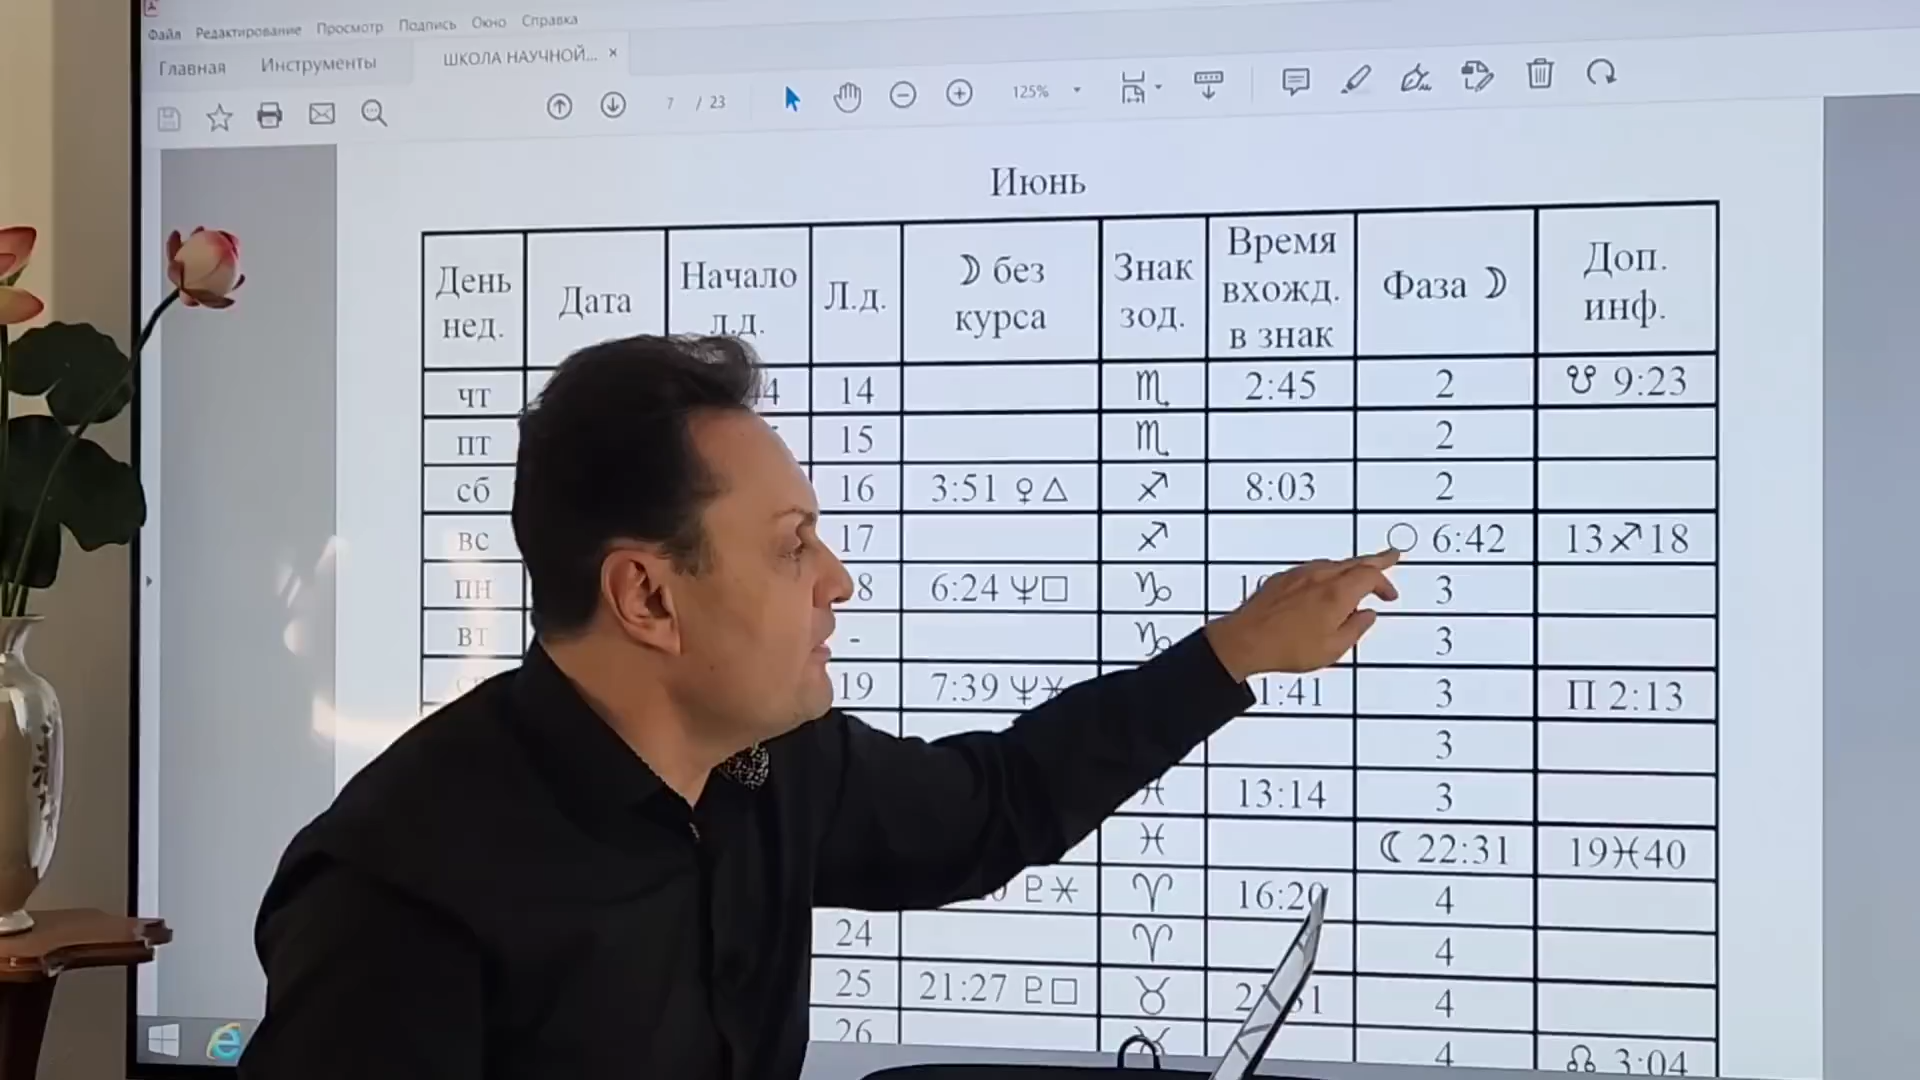 Файл Редактирование Просмотр Подпись Окно Справка
Главная Инструменты ШКОЛА НАУЧНОЙ... ×
7 / 23 125%
Июнь
День нед. Дата Начало л.д. Л.д. ☽ без курса Знак зод. Время вхожд. в знак Фаза ☽ Доп. инф.
чт 14 ♏ 2:45 2 ☋ 9:23
пт 15 ♏ 2
сб 16 3:51 ♀△ ♐ 8:03 2
вс 17 ♐ ○ 6:42 13♐18
пн 6:24 ♆□ ♑ 3
вт - ♑ 3
19 7:39 ♆⚹ 3 П 2:13
3
♓ 13:14 3
♓ ☾ 22:31 19♓40
♇⚹ ♈ 16:20 4
24 ♈ 4
25 21:27 ♇□ ♉ 4
26 ♉ 4 ☊ 3:04